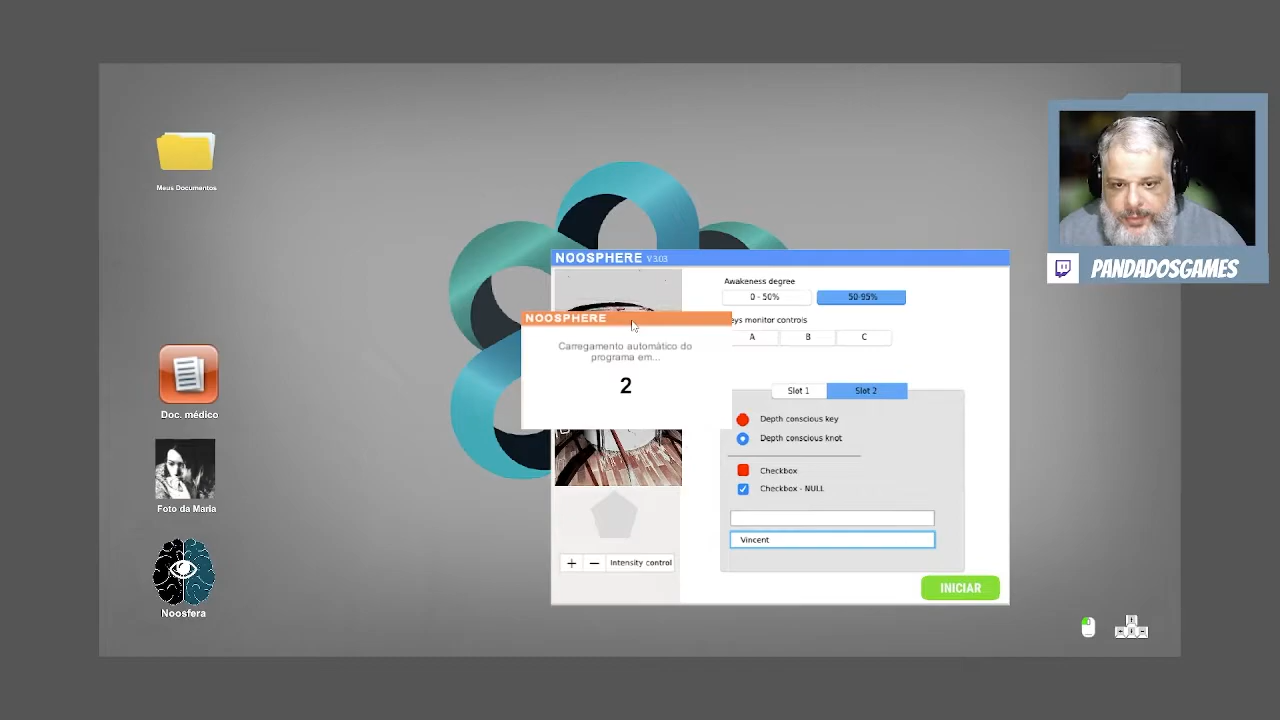 Meus Documentos
Doc. médico
Foto da Maria
Noosfera
NOOSPHERE V 3.03
Awakeness degree
0 - 50%
50-95%
eys monitor controls
A
B
C
NOOSPHERE
Carregamento automático do
programa em...
2
Slot 1
Slot 2
Depth conscious key
Depth conscious knot
Checkbox
Checkbox - NULL
Vincent
+
−
Intensity control
INICIAR
PANDADOSGAMES